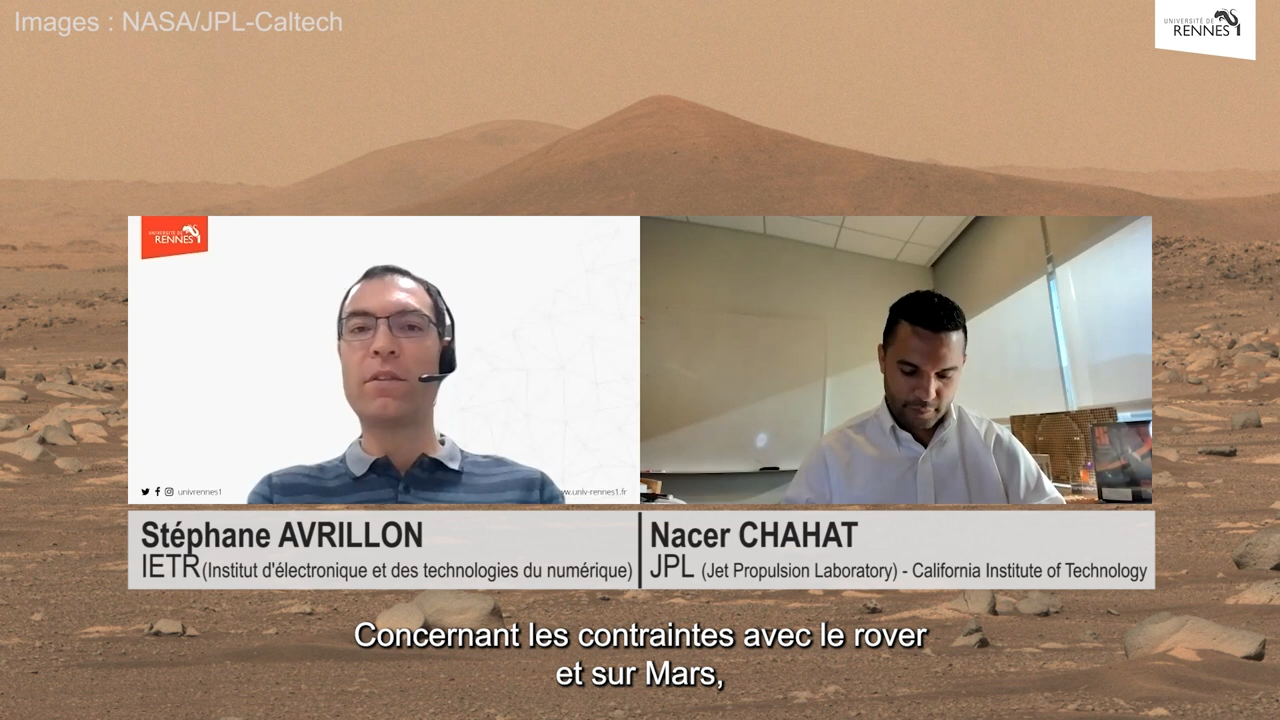 Images : NASA/JPL-Caltech
UNIVERSITÉ DE
RENNES 1
UNIVERSITÉ DE
RENNES 1
univrennes1
w.univ-rennes1.fr
Stéphane AVRILLON
IETR (Institut d'électronique et des technologies du numérique)
Nacer CHAHAT
JPL (Jet Propulsion Laboratory) - California Institute of Technology
Concernant les contraintes avec le rover
et sur Mars,